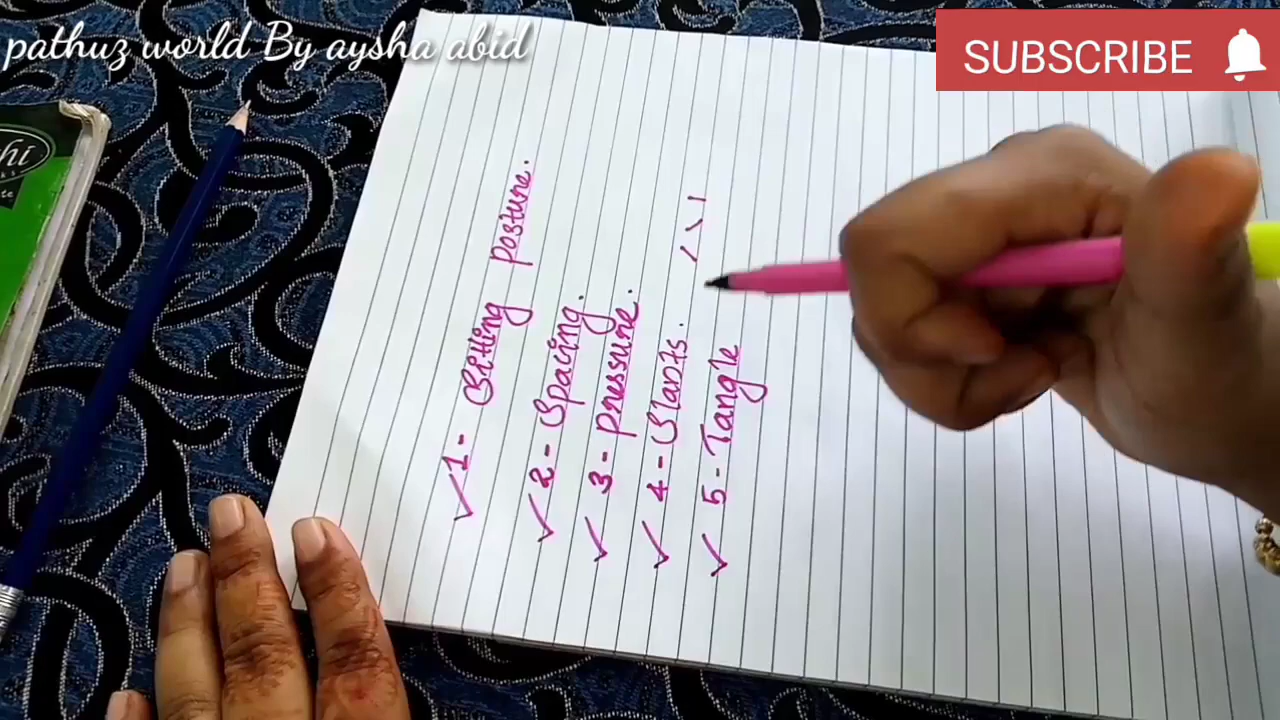 pathuz world By aysha abid
SUBSCRIBE
✓ 1 - Sitting posture.
✓ 2 - Spacing.
✓ 3 - pressure.
✓ 4 - Slants. / \ |
✓ 5 - Tangle